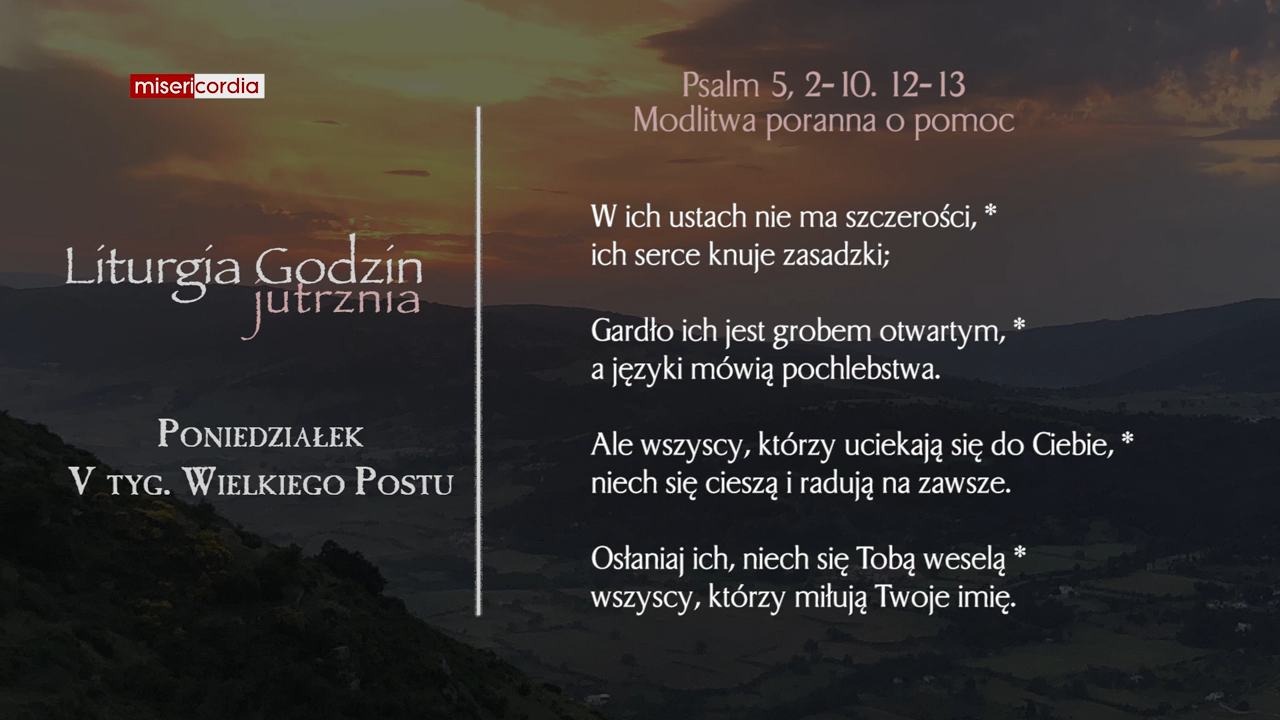 misericordia
Liturgia Godzin
jutrznia
Poniedziałek
V tyg. Wielkiego Postu
Psalm 5, 2-10. 12-13
Modlitwa poranna o pomoc
W ich ustach nie ma szczerości, *
ich serce knuje zasadzki;
Gardło ich jest grobem otwartym, *
a języki mówią pochlebstwa.
Ale wszyscy, którzy uciekają się do Ciebie, *
niech się cieszą i radują na zawsze.
Osłaniaj ich, niech się Tobą weselą *
wszyscy, którzy miłują Twoje imię.